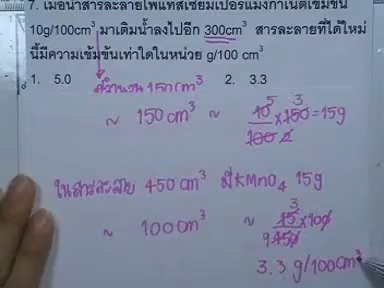 7. เมื่อนำสารละลายโพแทสเซียมเปอร์แมงกาเนตเข้มข้น
10g/100cm³ มาเติมน้ำลงไปอีก 300cm³ สารละลายที่ได้ใหม่
นี้มีความเข้มข้นเท่าใดในหน่วย g/100 cm³
1. 5.0 2. 3.3
จำนวน 150 cm³
~ 150 cm³ ~ 10/100 × 150 = 15g
ในสารละลาย 450 cm³ มี KMnO₄ 15g
~ 100 cm³ ~ 15/450 × 100
3.3 g/100cm³